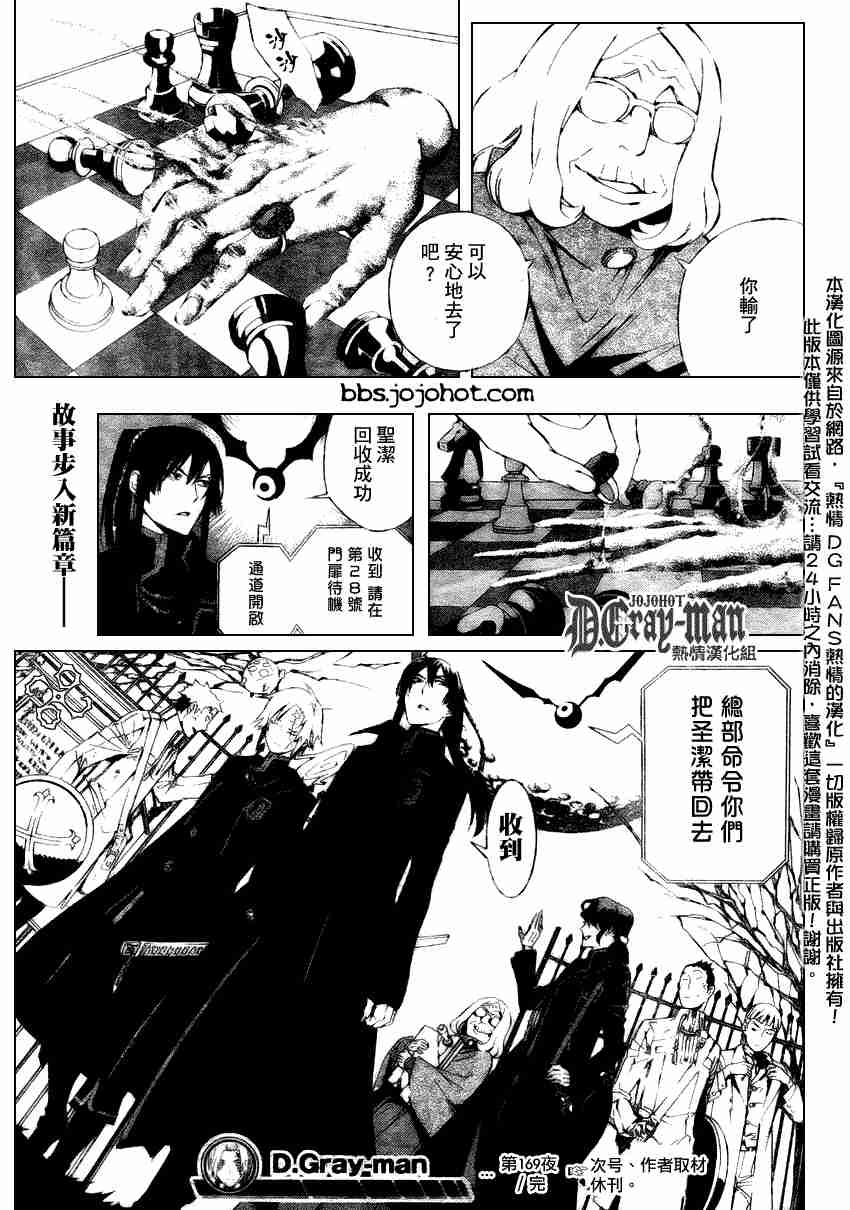 你輸了
可以
安心地去了
吧？
沙沙
bbs.jojohot.com
聖潔
回收成功
收到 請在
第28號
門扉待機
通道開啟
故事步入新篇章——
JOJOHOT
D.Gray-man
熱情漢化組
總部命令你們
把圣潔帶回去
收到
D.Gray-man
... 第169夜
/完
次号、作者取材
休刊。
本漢化圖源來自於網路，『熱情 DG FANS熱情的漢化』一切版權歸原作者與出版社擁有！
此版本僅供學習試看交流…請24小時之內消除，喜歡這套漫畫請購買正版！謝謝。